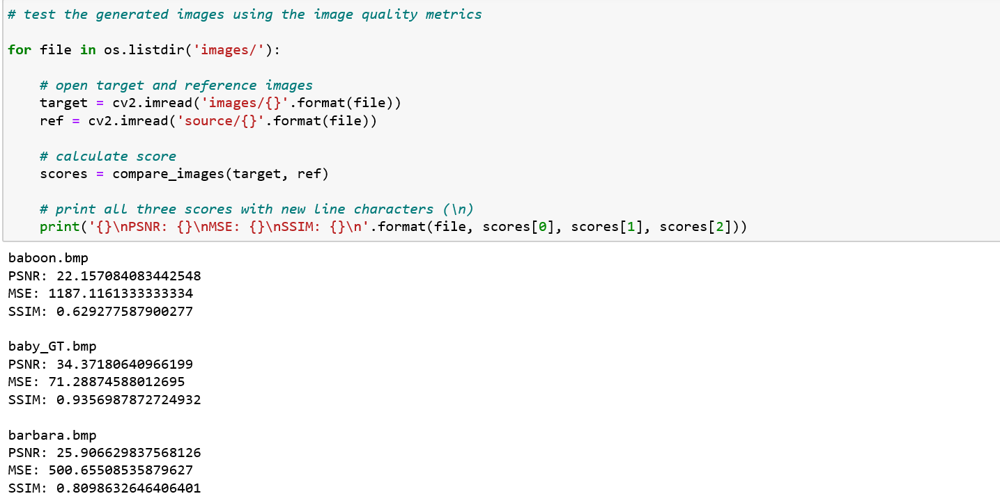 # test the generated images using the image quality metrics
for file in os.listdir('images/'):
# open target and reference images
target = cv2.imread('images/{}'.format(file))
ref = cv2.imread('source/{}'.format(file))
# calculate score
scores = compare_images(target, ref)
# print all three scores with new line characters (\n)
print('{}\nPSNR: {}\nMSE: {}\nSSIM: {}\n'.format(file, scores[0], scores[1], scores[2]))
baboon.bmp
PSNR: 22.157084083442548
MSE: 1187.1161333333334
SSIM: 0.629277587900277
baby_GT.bmp
PSNR: 34.37180640966199
MSE: 71.28874588012695
SSIM: 0.9356987872724932
barbara.bmp
PSNR: 25.906629837568126
MSE: 500.65508535879627
SSIM: 0.8098632646406401